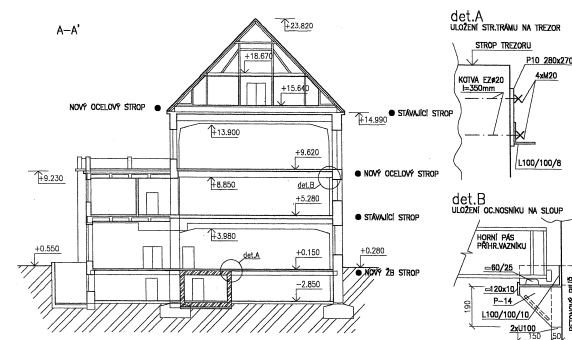 A-A'
+23.820
+18.670
+15.640
NOVÝ OCELOVÝ STROP
+14.990
STÁVAJÍCÍ STROP
+13.900
+9.620
+9.230
+8.850
det.B
NOVÝ OCELOVÝ STROP
+5.280
STÁVAJÍCÍ STROP
+3.980
+0.550
det.A
+0.150
+0.280
NOVÝ ŽB STROP
-2.850
det.A
ULOŽENÍ STR.TRÁMU NA TREZOR
STROP TREZORU
P10 280x270
KOTVA EZø20
l=350mm
4xM20
L100/100/8
det.B
ULOŽENÍ OC.NOSNÍKU NA SLOUP
HORNÍ PÁS
PŘÍHR.VAZNÍKU
60/25
120x10
P-14
L100/100/10
2xU100
190
150
50